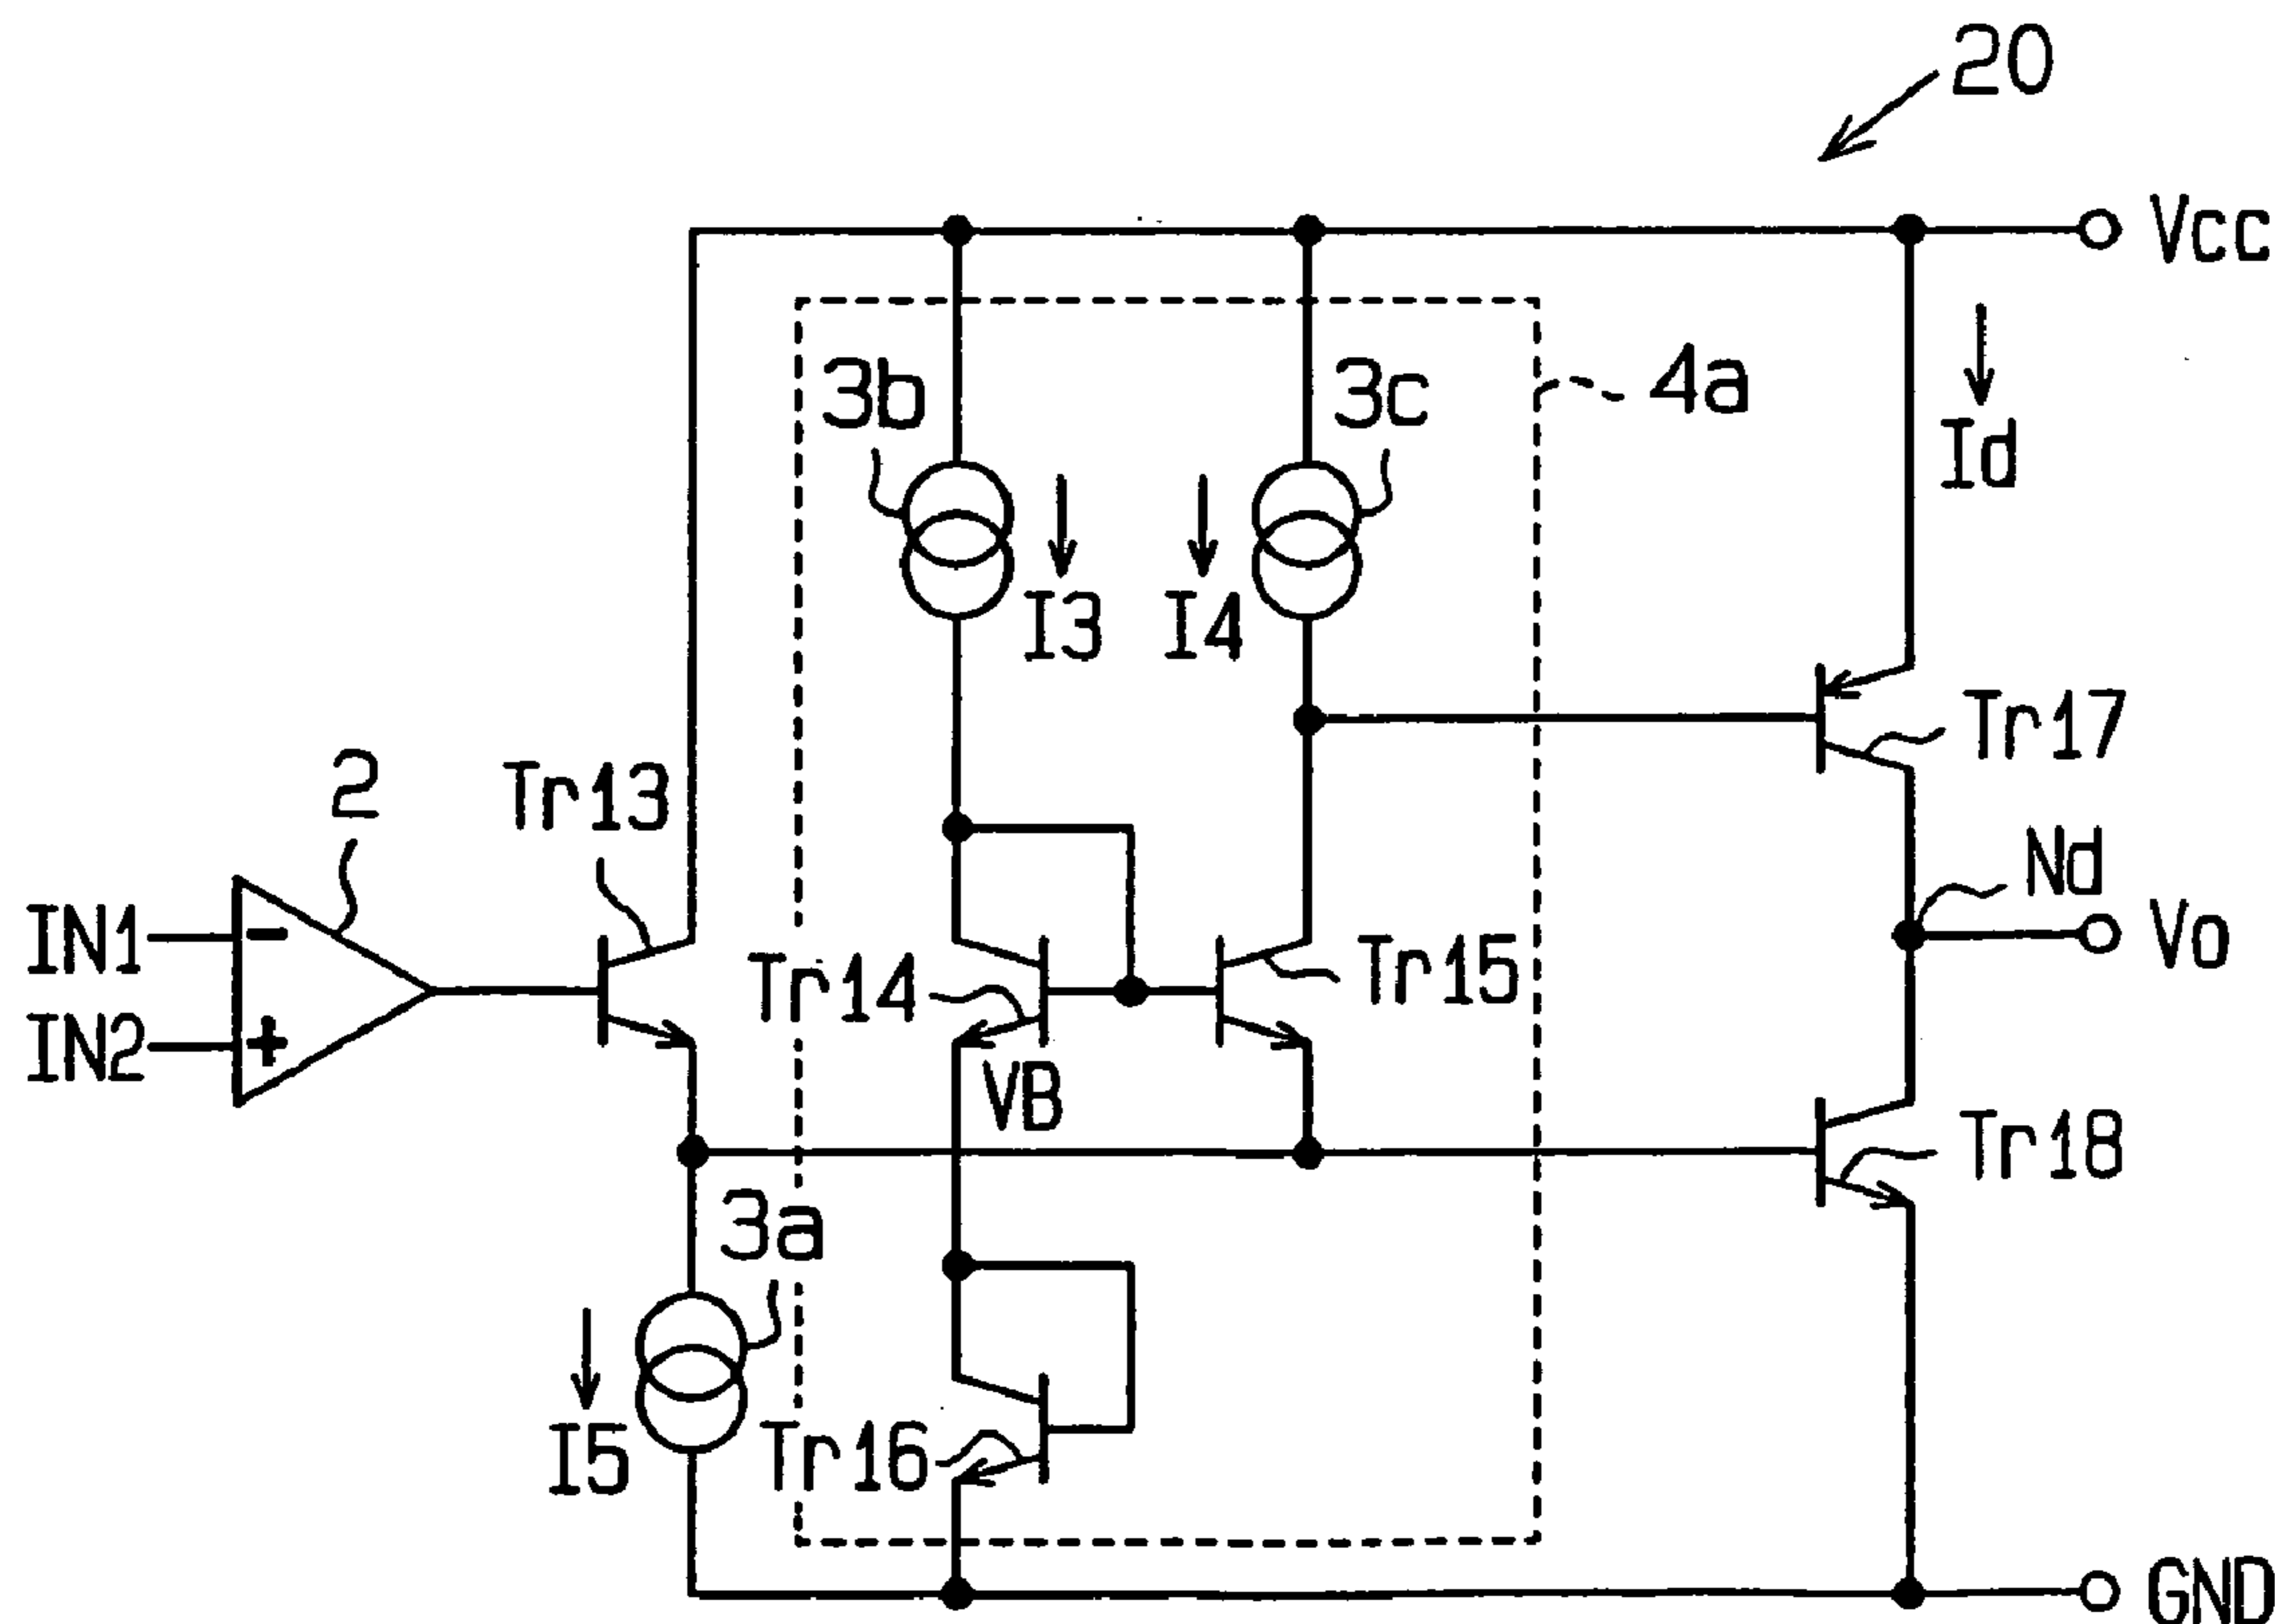 20
Vcc
3b
3c
4a
Id
I3
I4
Tr17
2
Tr13
Nd
IN1
-
Tr14
Tr15
Vo
IN2
+
VB
Tr18
3a
I5
Tr16
GND